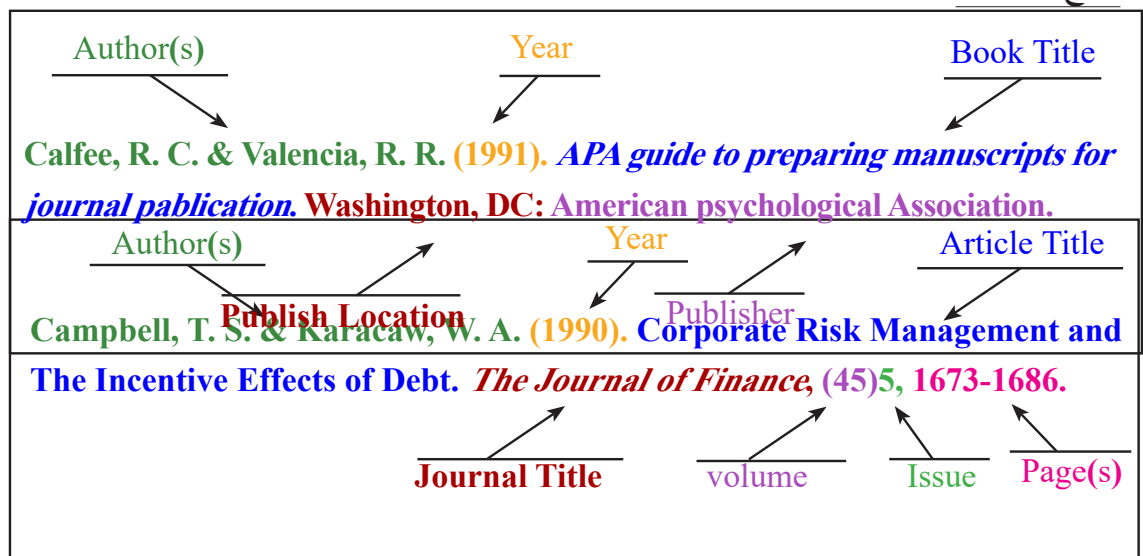 Author(s) Year Book Title
Calfee, R. C. & Valencia, R. R. (1991). APA guide to preparing manuscripts for
journal pablication. Washington, DC: American psychological Association.
Publish Location Publisher
Author(s) Year Article Title
Campbell, T. S. & Karacaw, W. A. (1990). Corporate Risk Management and
The Incentive Effects of Debt. The Journal of Finance, (45)5, 1673-1686.
Journal Title volume Issue Page(s)